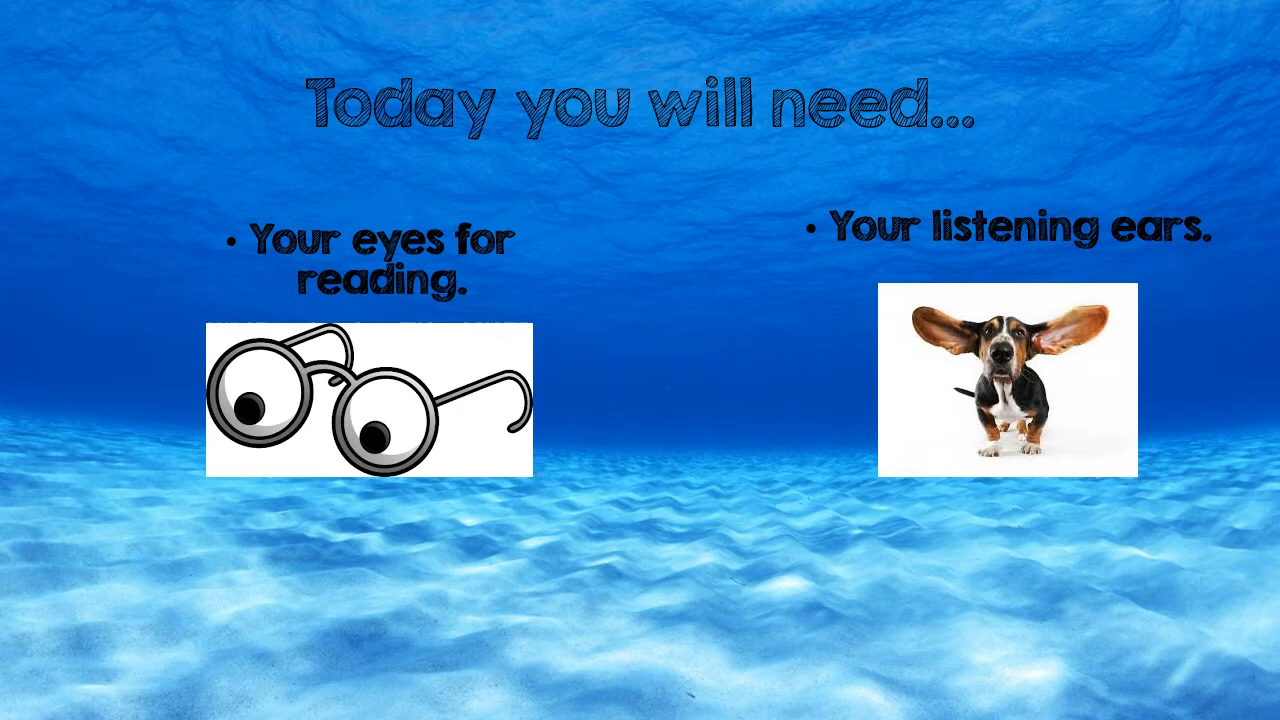 Today you will need...
• Your eyes for
reading.
• Your listening ears.